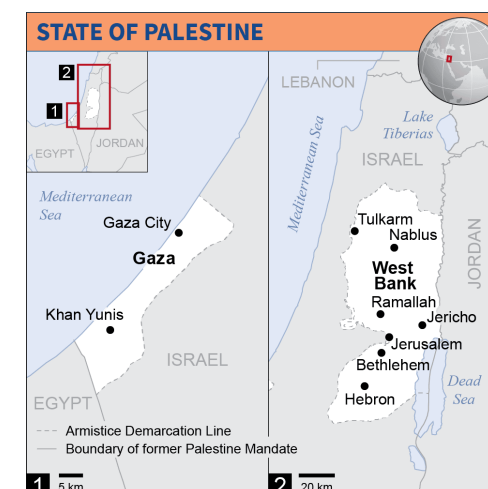 STATE OF PALESTINE
2
1
EGYPT
JORDAN
Mediterranean
Sea
Gaza City
Gaza
Khan Yunis
ISRAEL
EGYPT
Armistice Demarcation Line
Boundary of former Palestine Mandate
1
5 km
LEBANON
Mediterranean Sea
Lake
Tiberias
ISRAEL
JORDAN
Tulkarm
Nablus
West
Bank
Ramallah
Jericho
Jerusalem
Bethlehem
Hebron
Dead
Sea
2
20 km